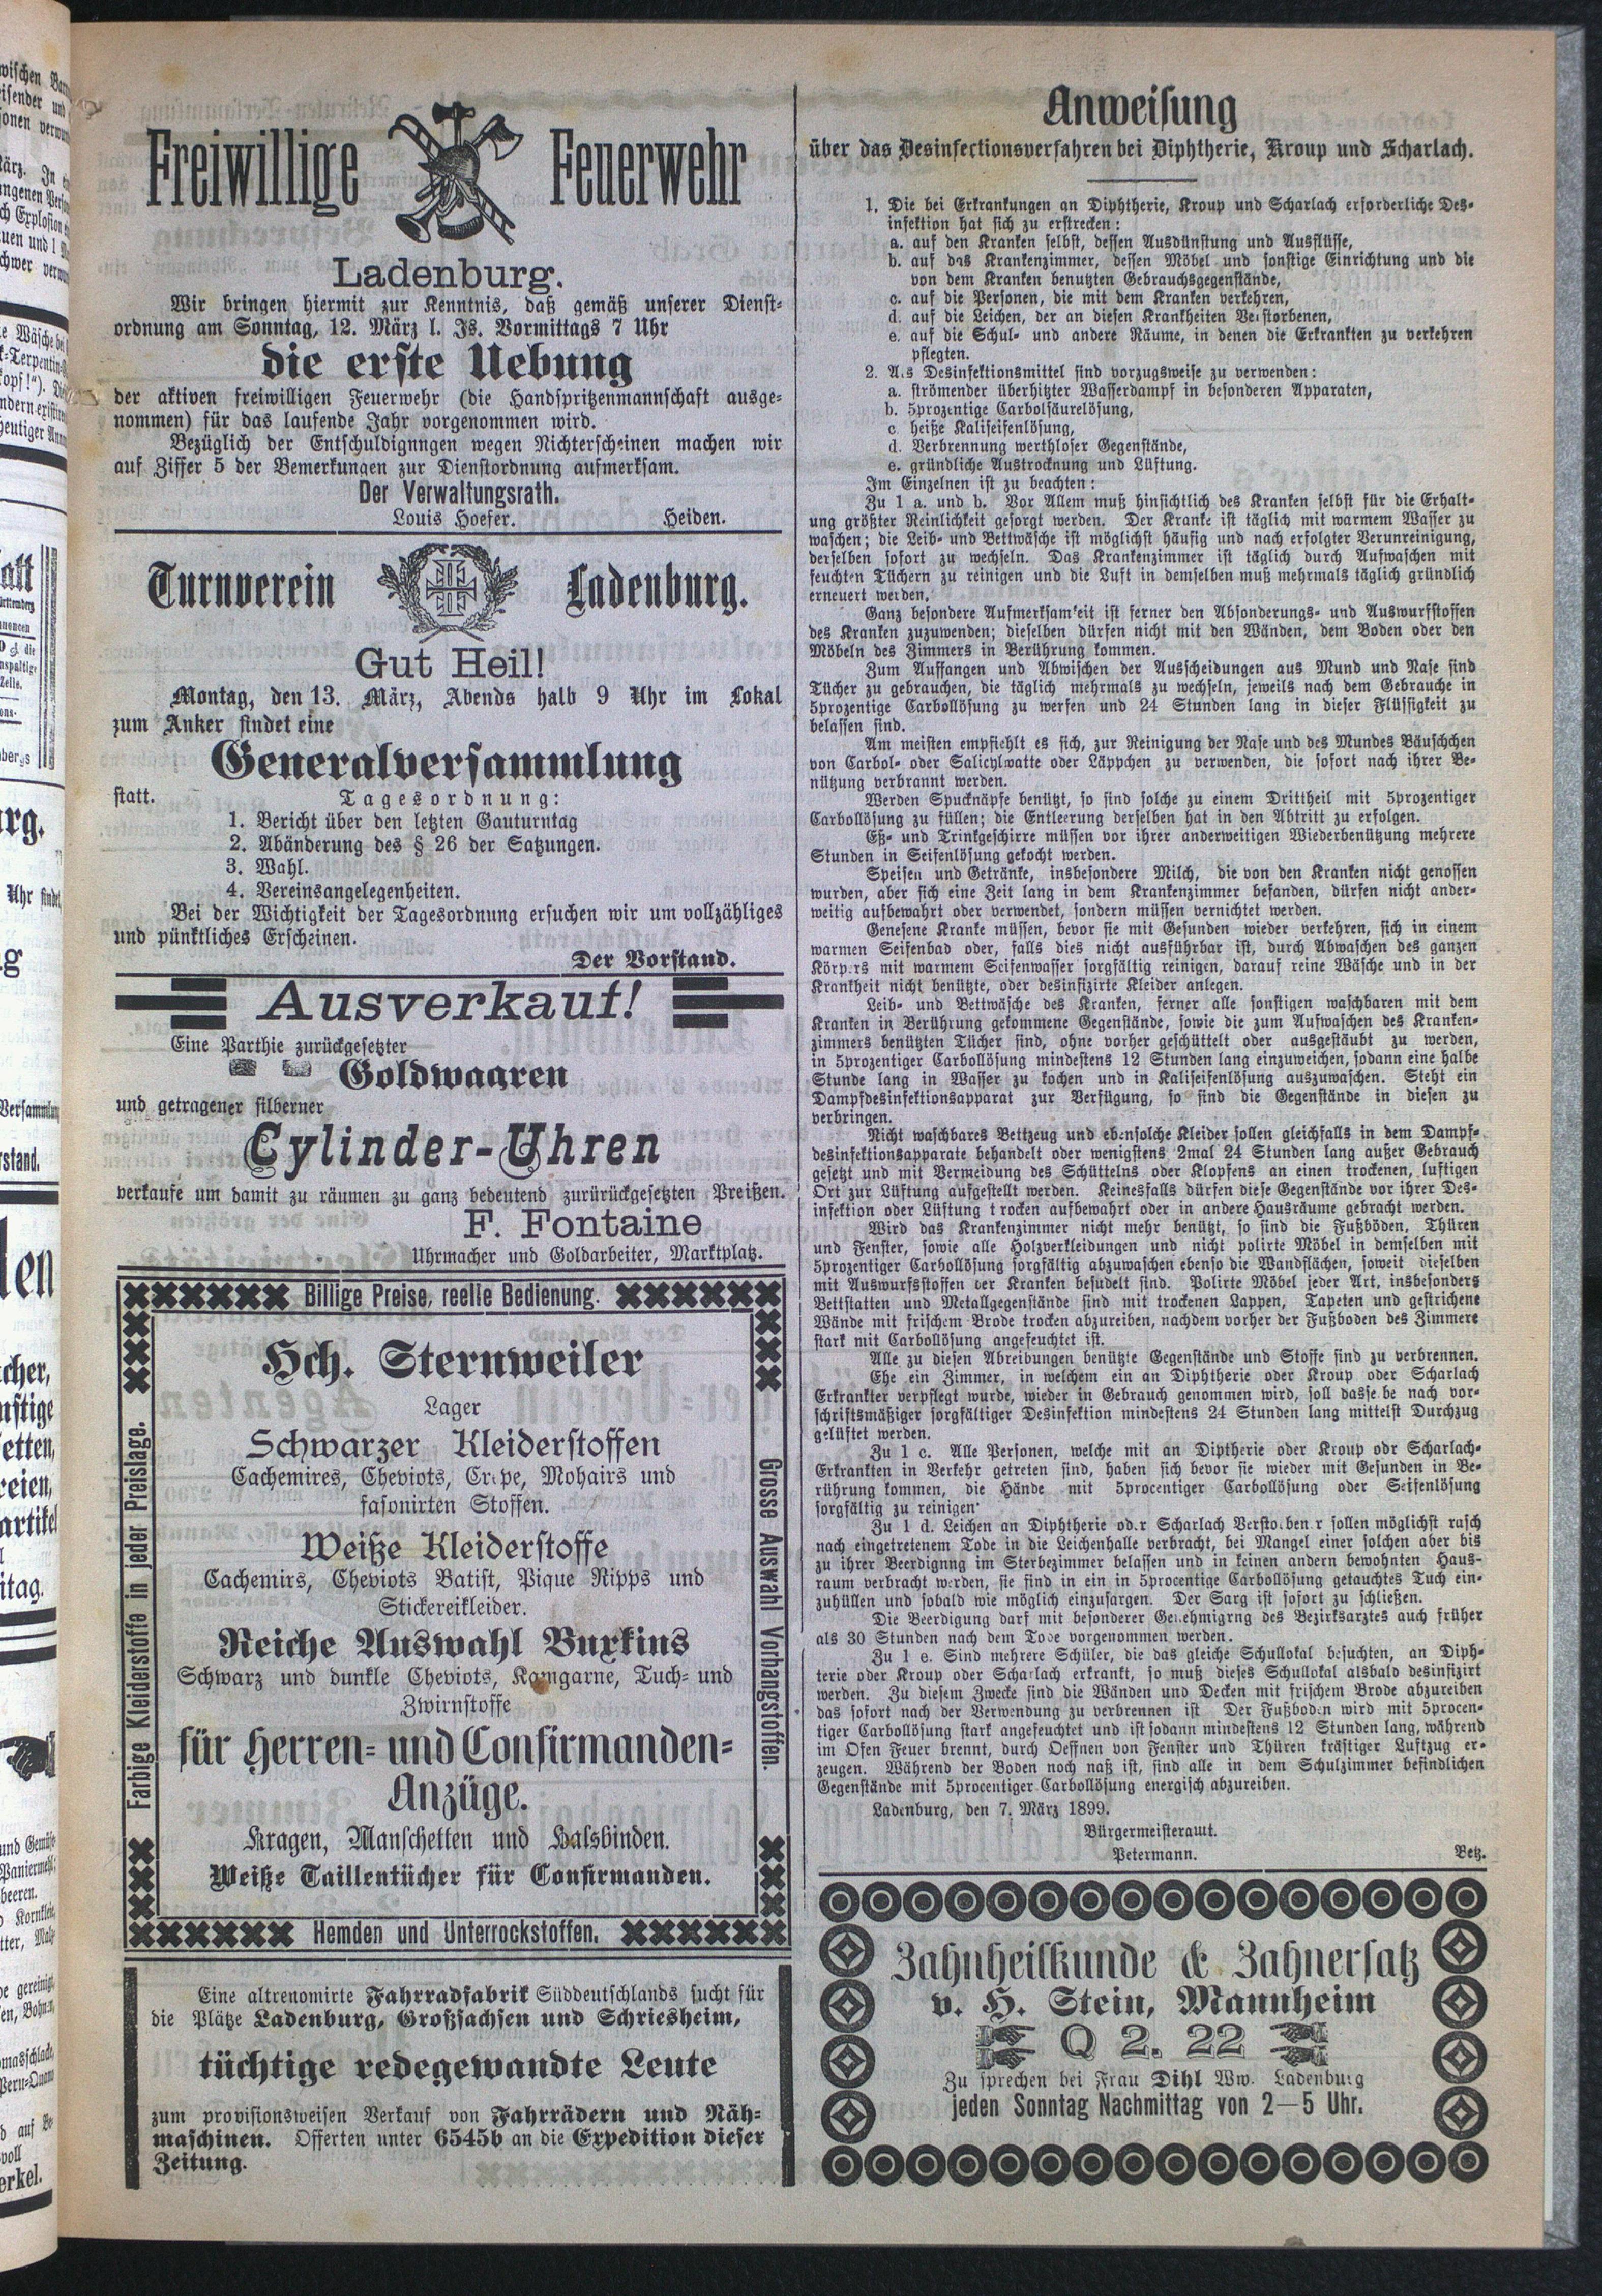 Freiwillige Feuerwehr
Ladenburg.
Wir bringen hiermit zur Kenntnis, daß gemäß unserer Dienst-
ordnung am Sonntag, 12. März l. Js. Vormittags 7 Uhr
die erste Uebung
der aktiven freiwilligen Feuerwehr (die Handspritzenmannschaft ausge-
nommen) für das laufende Jahr vorgenommen wird.
Bezüglich der Entschuldignngen wegen Nichterscheinen machen wir
auf Ziffer 5 der Bemerkungen zur Dienstordnung aufmerksam.
Der Verwaltungsrath.
Louis Hoefer. Heiden.
Turnverein Ladenburg.
Gut Heil!
Montag, den 13. März, Abends halb 9 Uhr im Lokal
zum Anker findet eine
Generalversammlung
statt. Tagesordnung:
1. Bericht über den letzten Gauturntag
2. Abänderung des § 26 der Satzungen.
3. Wahl.
4. Vereinsangelegenheiten.
Bei der Wichtigkeit der Tagesordnung ersuchen wir um vollzähliges
und pünktliches Erscheinen.
Der Vorstand.
Ausverkauf!
Eine Parthie zurückgesetzter
Goldwaaren
und getragener silberner
Cylinder-Uhren
verkaufe um damit zu räumen zu ganz bedeutend zurürückgesetzten Preißen.
F. Fontaine
Uhrmacher und Goldarbeiter, Marktplatz.
Billige Preise, reelle Bedienung.
Farbige Kleiderstoffe in jeder Preislage.
Hch. Sternweiler
Lager
Schwarzer Kleiderstoffen
Cachemires, Cheviots, Crepe, Mohairs und
fasonirten Stoffen.
Weiße Kleiderstoffe
Cachemirs, Cheviots Batist, Pique Ripps und
Stickereikleider.
Reiche Auswahl Buxkins
Schwarz und dunkle Cheviots, Kamgarne, Tuch- und
Zwirnstoffe
für Herren- und Confirmanden-
Anzüge.
Kragen, Manschetten und Halsbinden.
Weiße Taillentücher für Confirmanden.
Grosse Auswahl Vorhangstoffen.
Hemden und Unterrockstoffen.
Eine altrenomirte Fahrradfabrik Süddeutschlands sucht für
die Plätze Ladenburg, Großsachsen und Schriesheim,
tüchtige redegewandte Leute
zum provisionsweisen Verkauf von Fahrrädern und Näh-
maschinen. Offerten unter 6545b an die Expedition dieser
Zeitung.
Anweisung
über das Desinfectionsverfahren bei Diphtherie, Kroup und Scharlach.
1. Die bei Erkrankungen an Diphtherie, Kroup und Scharlach erforderliche Des-
infektion hat sich zu erstrecken:
a. auf den Kranken selbst, dessen Ausdünstung und Ausflüsse,
b. auf das Krankenzimmer, dessen Möbel und sonstige Einrichtung und die
von dem Kranken benutzten Gebrauchsgegenstände,
c. auf die Personen, die mit dem Kranken verkehren,
d. auf die Leichen, der an diesen Krankheiten Verstorbenen,
e. auf die Schul- und andere Räume, in denen die Erkrankten zu verkehren
pflegten.
2. Als Desinfektionsmittel sind vorzugsweise zu verwenden:
a. strömender überhitzter Wasserdampf in besonderen Apparaten,
b. 5prozentige Carbolsäurelösung,
c. heiße Kaliseifenlösung,
d. Verbrennung werthloser Gegenstände,
e. gründliche Austrocknung und Lüftung.
Im Einzelnen ist zu beachten:
Zu 1 a. und b. Vor Allem muß hinsichtlich des Kranken selbst für die Erhalt-
ung größter Reinlichkeit gesorgt werden. Der Kranke ist täglich mit warmem Wasser zu
waschen; die Leib- und Bettwäsche ist möglichst häufig und nach erfolgter Verunreinigung,
derselben sofort zu wechseln. Das Krankenzimmer ist täglich durch Aufwaschen mit
feuchten Tüchern zu reinigen und die Luft in demselben muß mehrmals täglich gründlich
erneuert werden.
Ganz besondere Aufmerksamkeit ist ferner den Absonderungs- und Auswurfstoffen
des Kranken zuzuwenden; dieselben dürfen nicht mit den Wänden, dem Boden oder den
Möbeln des Zimmers in Berührung kommen.
Zum Auffangen und Abwischen der Ausscheidungen aus Mund und Nase sind
Tücher zu gebrauchen, die täglich mehrmals zu wechseln, jeweils nach dem Gebrauche in
5prozentige Carbollösung zu werfen und 24 Stunden lang in dieser Flüssigkeit zu
belassen sind.
Am meisten empfiehlt es sich, zur Reinigung der Nase und des Mundes Bäuschchen
von Carbol- oder Salicylwatte oder Läppchen zu verwenden, die sofort nach ihrer Be-
nützung verbrannt werden.
Werden Spucknäpfe benützt, so sind solche zu einem Drittheil mit 5prozentiger
Carbollösung zu füllen; die Entleerung derselben hat in den Abtritt zu erfolgen.
Eß- und Trinkgeschirre müssen vor ihrer anderweitigen Wiederbenützung mehrere
Stunden in Seifenlösung gekocht werden.
Speisen und Getränke, insbesondere Milch, die von den Kranken nicht genossen
wurden, aber sich eine Zeit lang in dem Krankenzimmer befanden, dürfen nicht ander-
weitig aufbewahrt oder verwendet, sondern müssen vernichtet werden.
Genesene Kranke müssen, bevor sie mit Gesunden wieder verkehren, sich in einem
warmen Seifenbad oder, falls dies nicht ausführbar ist, durch Abwaschen des ganzen
Körpers mit warmem Seifenwasser sorgfältig reinigen, darauf reine Wäsche und in der
Krankheit nicht benützte, oder desinfizirte Kleider anlegen.
Leib- und Bettwäsche des Kranken, ferner alle sonstigen waschbaren mit dem
Kranken in Berührung gekommene Gegenstände, sowie die zum Aufwaschen des Kranken-
zimmers benützten Tücher sind, ohne vorher geschüttelt oder ausgestäubt zu werden,
in 5prozentiger Carbollösung mindestens 12 Stunden lang einzuweichen, sodann eine halbe
Stunde lang in Wasser zu kochen und in Kaliseifenlösung auszuwaschen. Steht ein
Dampfdesinfektionsapparat zur Verfügung, so sind die Gegenstände in diesen zu
verbringen.
Nicht waschbares Bettzeug und ebensolche Kleider sollen gleichfalls in dem Dampf-
desinfektionsapparate behandelt oder wenigstens 2mal 24 Stunden lang außer Gebrauch
gesetzt und mit Vermeidung des Schüttelns oder Klopfens an einen trockenen, luftigen
Ort zur Lüftung aufgestellt werden. Keinesfalls dürfen diese Gegenstände vor ihrer Des-
infektion oder Lüftung trocken aufbewahrt oder in andere Hausräume gebracht werden.
Wird das Krankenzimmer nicht mehr benützt, so sind die Fußböden, Thüren
und Fenster, sowie alle Holzverkleidungen und nicht polirte Möbel in demselben mit
5prozentiger Carbollösung sorgfältig abzuwaschen ebenso die Wandflächen, soweit dieselben
mit Auswurfsstoffen der Kranken besudelt sind. Polirte Möbel jeder Art, insbesonders
Bettstatten und Metallgegenstände sind mit trockenen Lappen, Tapeten und gestrichene
Wände mit frischem Brode trocken abzureiben, nachdem vorher der Fußboden des Zimmers
stark mit Carbollösung angefeuchtet ist.
Alle zu diesen Abreibungen benützte Gegenstände und Stoffe sind zu verbrennen.
Ehe ein Zimmer, in welchem ein an Diphtherie oder Kroup oder Scharlach
Erkrankter verpflegt wurde, wieder in Gebrauch genommen wird, soll dasselbe nach vor-
schriftsmäßiger sorgfältiger Desinfektion mindestens 24 Stunden lang mittelst Durchzug
gelüftet werden.
Zu 1 c. Alle Personen, welche mit an Diptherie oder Kroup odr Scharlach-
Erkrankten in Verkehr getreten sind, haben sich bevor sie wieder mit Gesunden in Be-
rührung kommen, die Hände mit 5procentiger Carbollösung oder Seifenlösung
sorgfältig zu reinigen.
Zu 1 d. Leichen an Diphtherie oder Scharlach Verstorbener sollen möglichst rasch
nach eingetretenem Tode in die Leichenhalle verbracht, bei Mangel einer solchen aber bis
zu ihrer Beerdignng im Sterbezimmer belassen und in keinen andern bewohnten Haus-
raum verbracht werden, sie sind in ein in 5procentige Carbollösung getauchtes Tuch ein-
zuhüllen und sobald wie möglich einzusargen. Der Sarg ist sofort zu schließen.
Die Beerdigung darf mit besonderer Genehmigrng des Bezirksarztes auch früher
als 30 Stunden nach dem Tode vorgenommen werden.
Zu 1 e. Sind mehrere Schüler, die das gleiche Schullokal besuchten, an Diph-
terie oder Kroup oder Scharlach erkrankt, so muß dieses Schullokal alsbald desinfizirt
werden. Zu diesem Zwecke sind die Wänden und Decken mit frischem Brode abzureiben
das sofort nach der Verwendung zu verbrennen ist Der Fußboden wird mit 5procen-
tiger Carbollösung stark angefeuchtet und ist sodann mindestens 12 Stunden lang, während
im Ofen Feuer brennt, durch Oeffnen von Fenster und Thüren kräftiger Luftzug er-
zeugen. Während der Boden noch naß ist, sind alle in dem Schulzimmer befindlichen
Gegenstände mit 5procentiger Carbollösung energisch abzureiben.
Ladenburg, den 7. März 1899.
Bürgermeisteramt.
Petermann. Betz.
Zahnheilkunde & Zahnersatz
v. H. Stein, Mannheim
Q 2. 22
Zu sprechen bei Frau Dihl Ww. Ladenburg
jeden Sonntag Nachmittag von 2—5 Uhr.